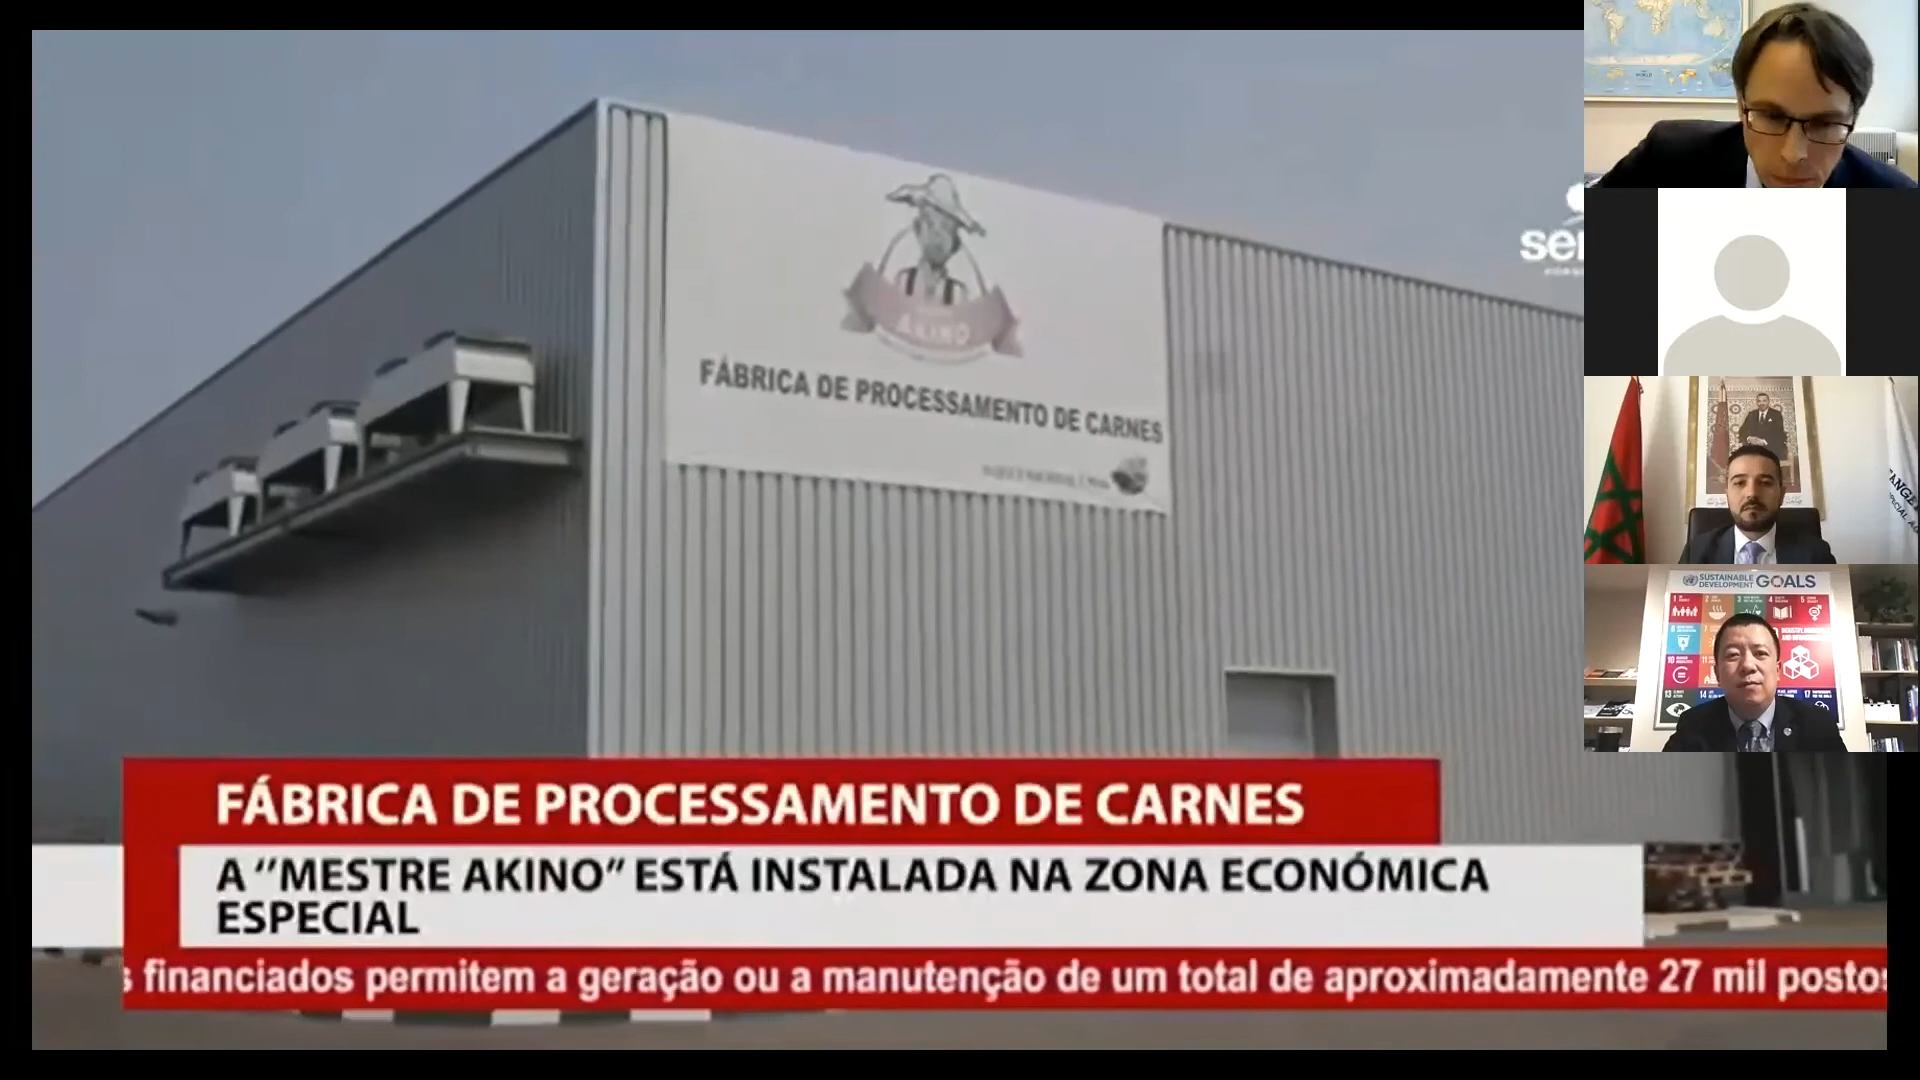 AKINO
FÁBRICA DE PROCESSAMENTO DE CARNES
FÁBRICA DE PROCESSAMENTO DE CARNES
A “MESTRE AKINO” ESTÁ INSTALADA NA ZONA ECONÓMICA
ESPECIAL
financiados permitem a geração ou a manutenção de um total de aproximadamente 27 mil
SUSTAINABLE
DEVELOPMENT GOALS